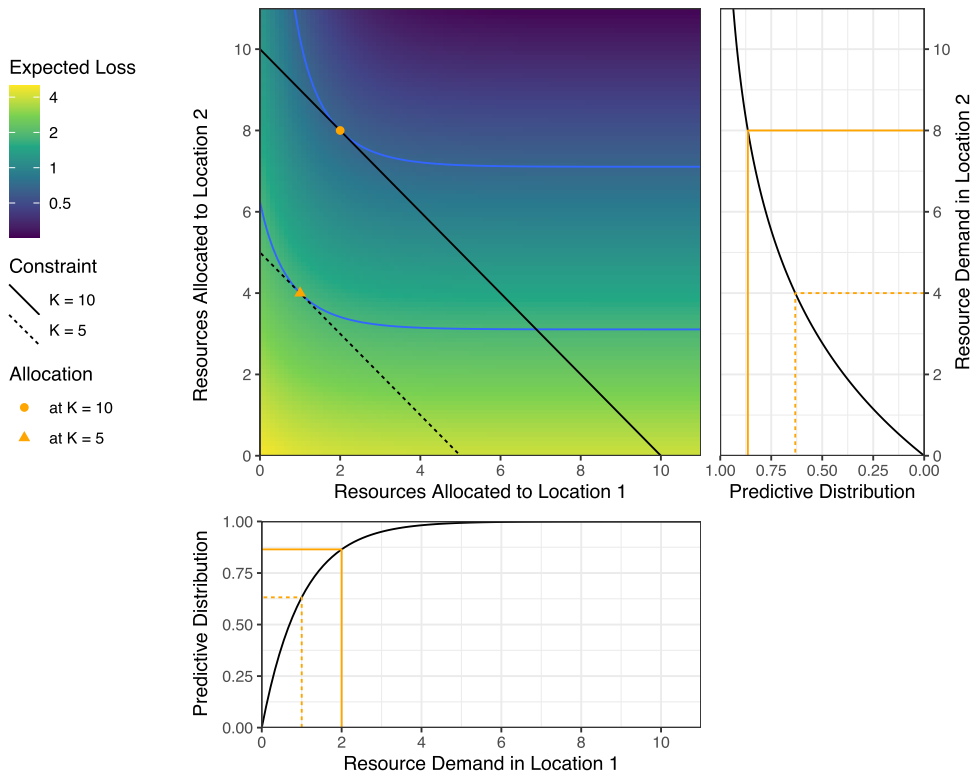 Expected Loss
4
2
1
0.5
Constraint
K = 10
K = 5
Allocation
at K = 10
at K = 5
Resources Allocated to Location 2
10
8
6
4
2
0
0 2 4 6 8 10
Resources Allocated to Location 1
10
8
6
4
2
0
Resource Demand in Location 2
1.00 0.75 0.50 0.25 0.00
Predictive Distribution
Predictive Distribution
1.00
0.75
0.50
0.25
0.00
0 2 4 6 8 10
Resource Demand in Location 1